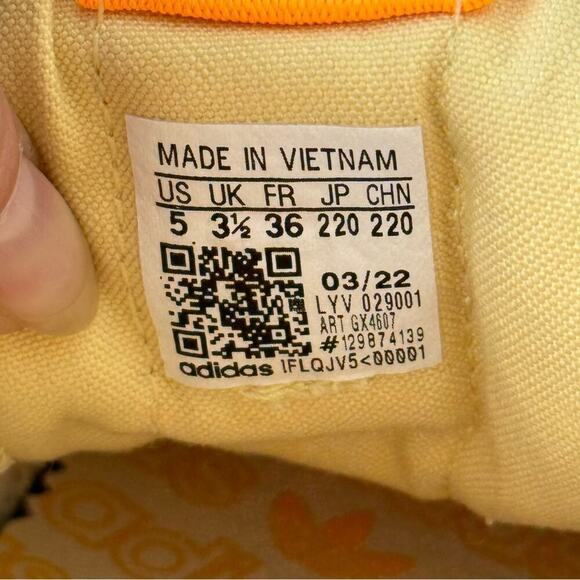 MADE IN VIETNAM
US UK FR JP CHN
5 3½ 36 220 220
03/22
LYV 029001
ART GX4607
#129874139
adidas 1FLQJV5<00001